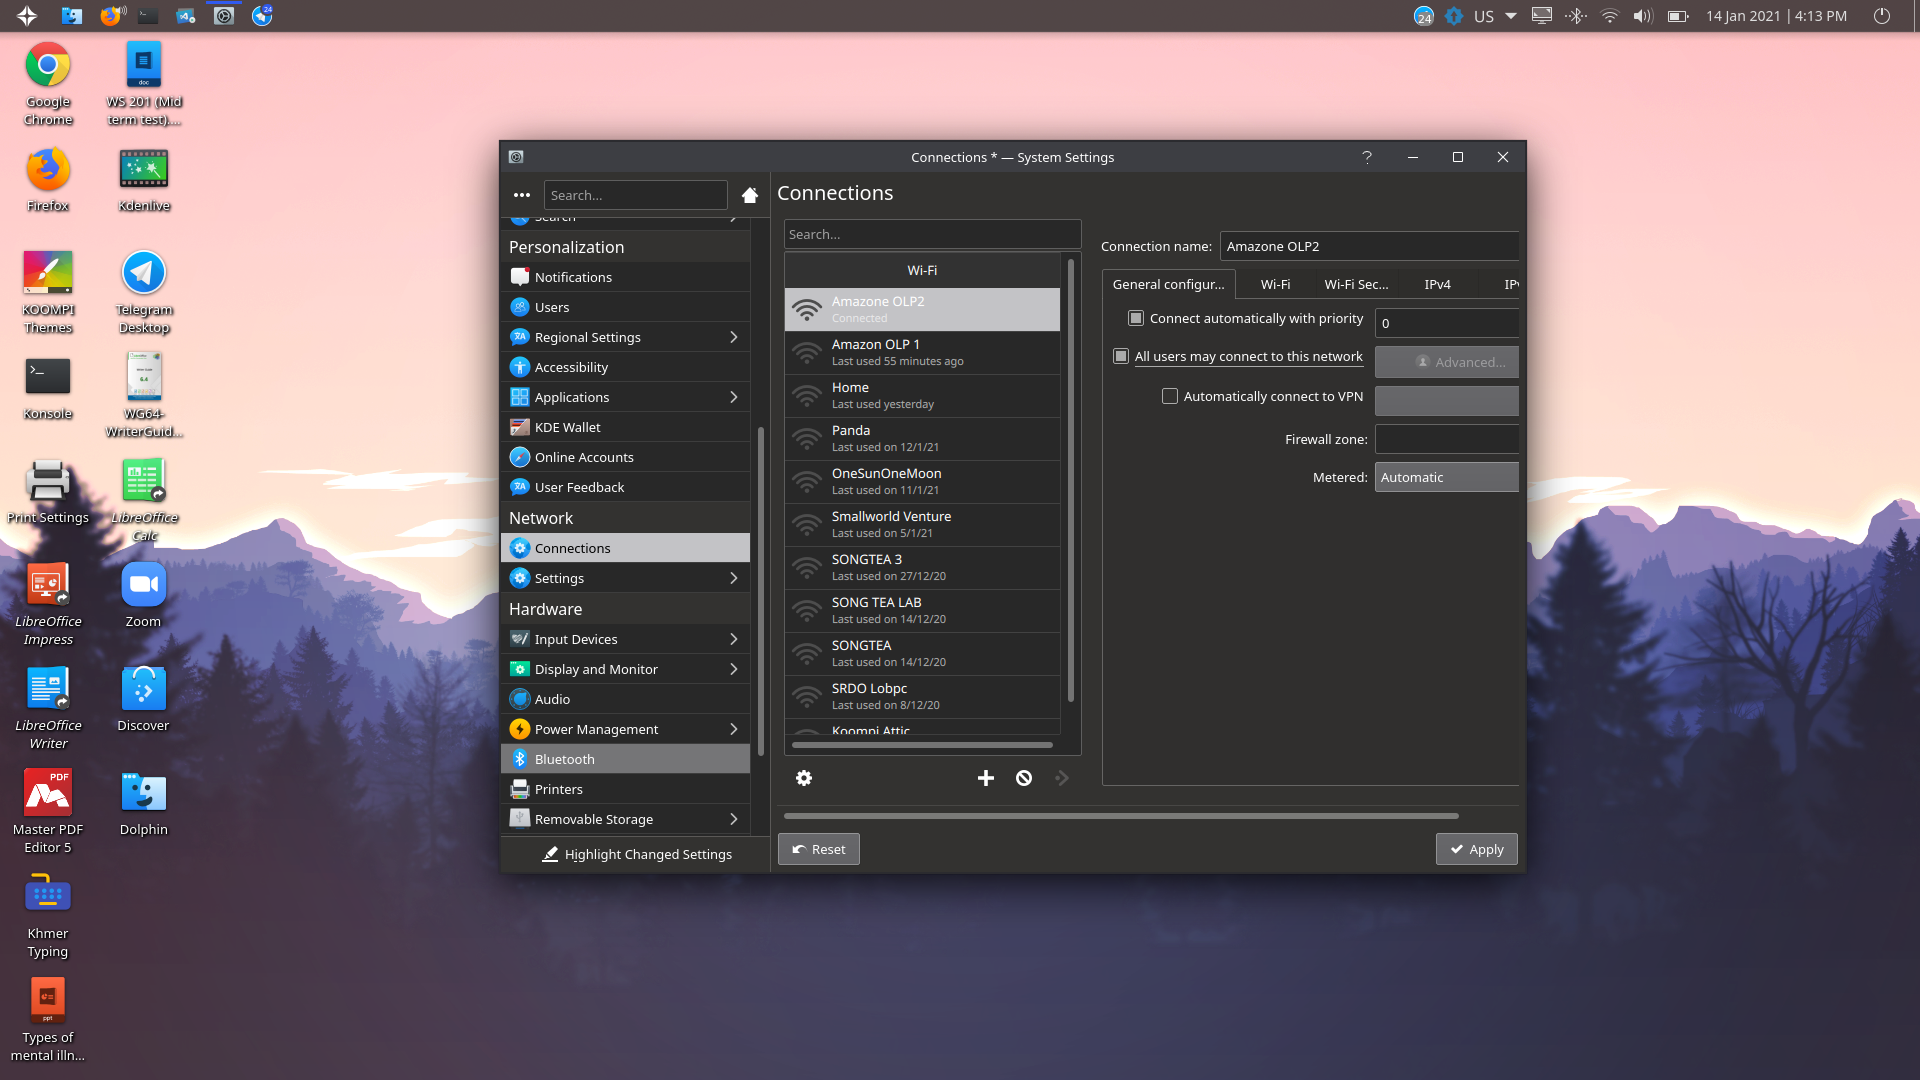 24
24
US
14 Jan 2021 | 4:13 PM
Google
Chrome
WS 201 (Mid
term test)....
doc
Firefox
Kdenlive
KOOMPI
Themes
Telegram
Desktop
Konsole
WG64-
WriterGuid...
6.4
Print Settings
LibreOffice
Calc
LibreOffice
Impress
Zoom
LibreOffice
Writer
Discover
PDF
Master PDF
Editor 5
Dolphin
Khmer
Typing
ppt
Types of
mental illn...
Connections * — System Settings
Search...
Search
Personalization
Notifications
Users
Regional Settings
Accessibility
Applications
KDE Wallet
Online Accounts
User Feedback
Network
Connections
Settings
Hardware
Input Devices
Display and Monitor
Audio
Power Management
Bluetooth
Printers
Removable Storage
Highlight Changed Settings
Connections
Search...
Wi-Fi
Amazone OLP2
Connected
Amazon OLP 1
Last used 55 minutes ago
Home
Last used yesterday
Panda
Last used on 12/1/21
OneSunOneMoon
Last used on 11/1/21
Smallworld Venture
Last used on 5/1/21
SONGTEA 3
Last used on 27/12/20
SONG TEA LAB
Last used on 14/12/20
SONGTEA
Last used on 14/12/20
SRDO Lobpc
Last used on 8/12/20
Koompi Attic
Connection name: Amazone OLP2
General configur... Wi-Fi Wi-Fi Sec... IPv4 IPv
Connect automatically with priority 0
All users may connect to this network Advanced...
Automatically connect to VPN
Firewall zone:
Metered: Automatic
Reset
Apply